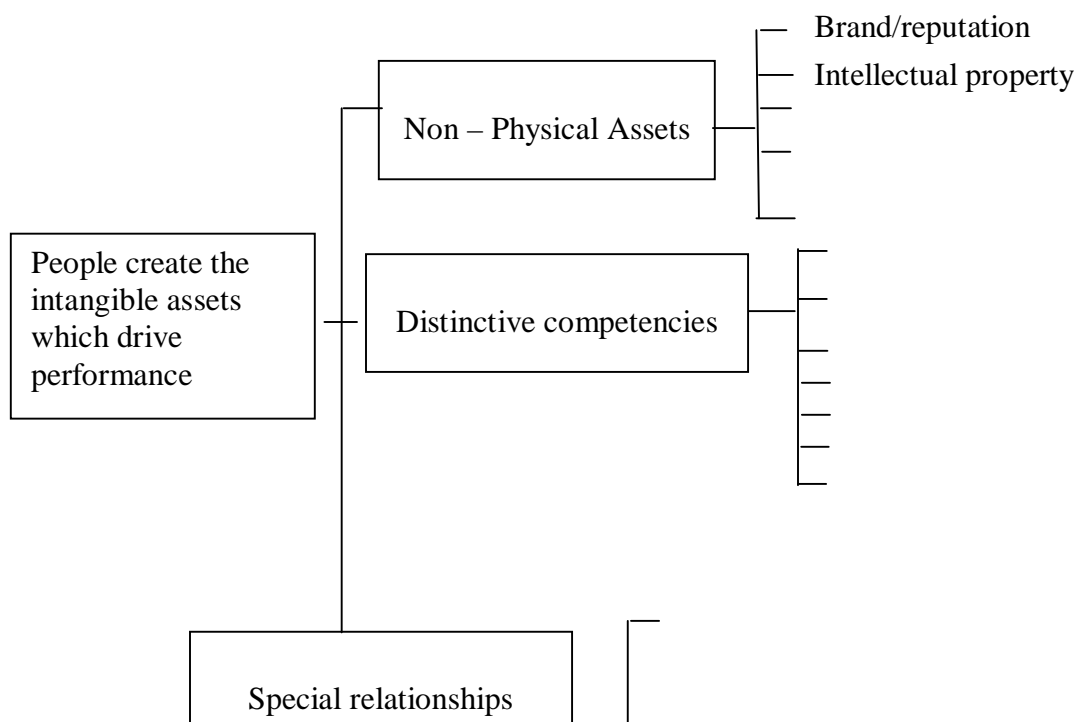 Brand/reputation
Intellectual property
Non – Physical Assets
People create the
intangible assets
which drive
performance
Distinctive competencies
Special relationships